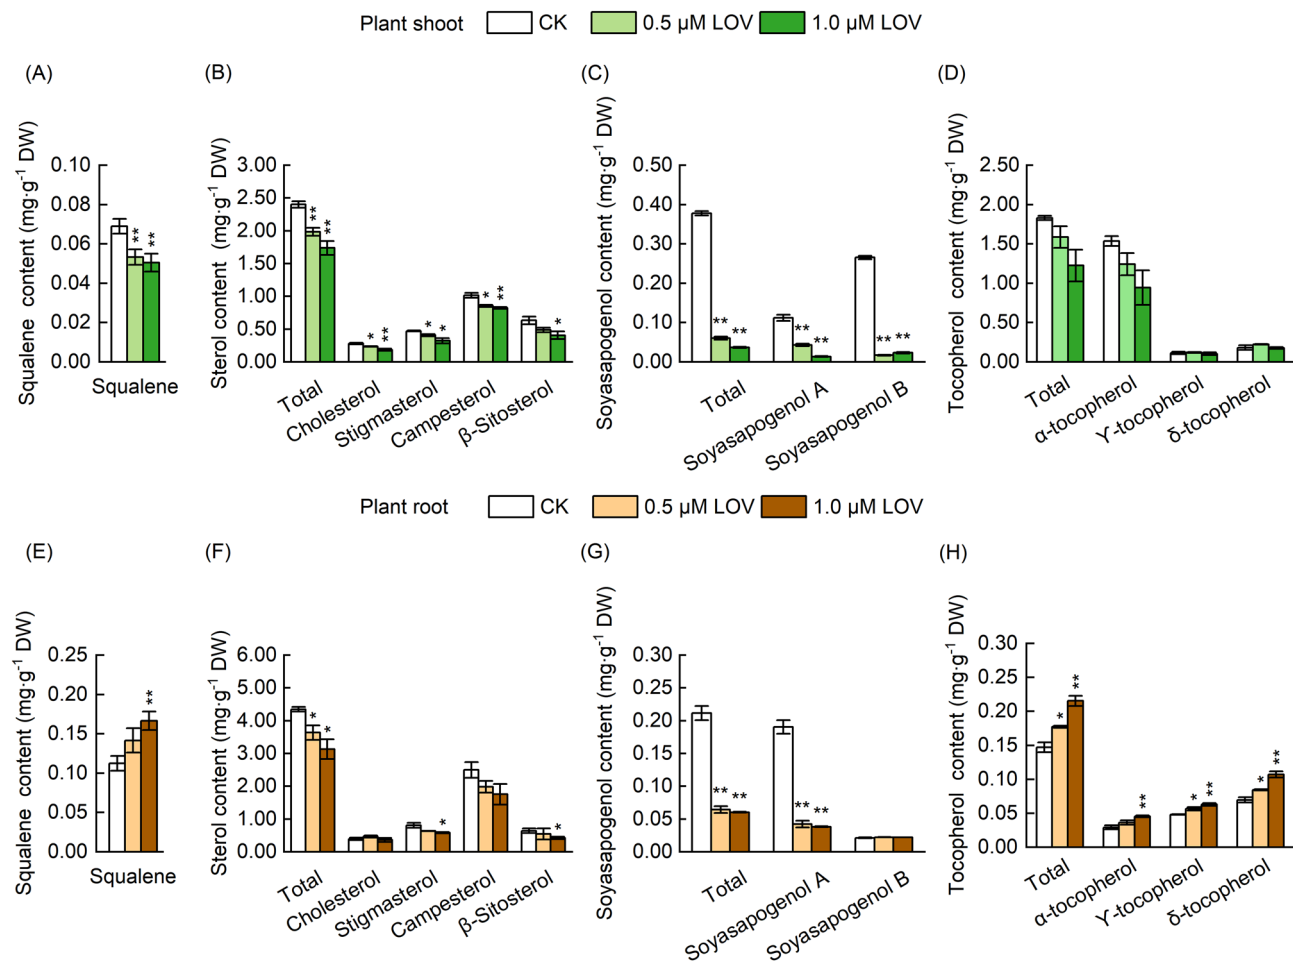 Plant shoot CK 0.5 μM LOV 1.0 μM LOV
(A)
Squalene content (mg·g⁻¹ DW)
0.10
0.08
0.06
0.04
0.02
0.00
**
**
Squalene
(B)
Sterol content (mg·g⁻¹ DW)
3.00
2.50
2.00
1.50
1.00
0.50
0.00
**
**
*
**
*
*
*
**
*
Total
Cholesterol
Stigmasterol
Campesterol
β-Sitosterol
(C)
Soyasapogenol content (mg·g⁻¹ DW)
0.50
0.40
0.30
0.20
0.10
0.00
**
**
**
**
**
**
Total
Soyasapogenol A
Soyasapogenol B
(D)
Tocopherol content (mg·g⁻¹ DW)
2.50
2.00
1.50
1.00
0.50
0.00
Total
α-tocopherol
ϒ-tocopherol
δ-tocopherol
Plant root CK 0.5 μM LOV 1.0 μM LOV
(E)
Squalene content (mg·g⁻¹ DW)
0.25
0.20
0.15
0.10
0.05
0.00
**
Squalene
(F)
Sterol content (mg·g⁻¹ DW)
6.00
5.00
4.00
3.00
2.00
1.00
0.00
*
*
*
*
Total
Cholesterol
Stigmasterol
Campesterol
β-Sitosterol
(G)
Soyasapogenol content (mg·g⁻¹ DW)
0.30
0.25
0.20
0.15
0.10
0.05
0.00
**
**
**
**
Total
Soyasapogenol A
Soyasapogenol B
(H)
Tocopherol content (mg·g⁻¹ DW)
0.30
0.25
0.20
0.15
0.10
0.05
0.00
*
**
**
*
**
*
**
Total
α-tocopherol
ϒ-tocopherol
δ-tocopherol